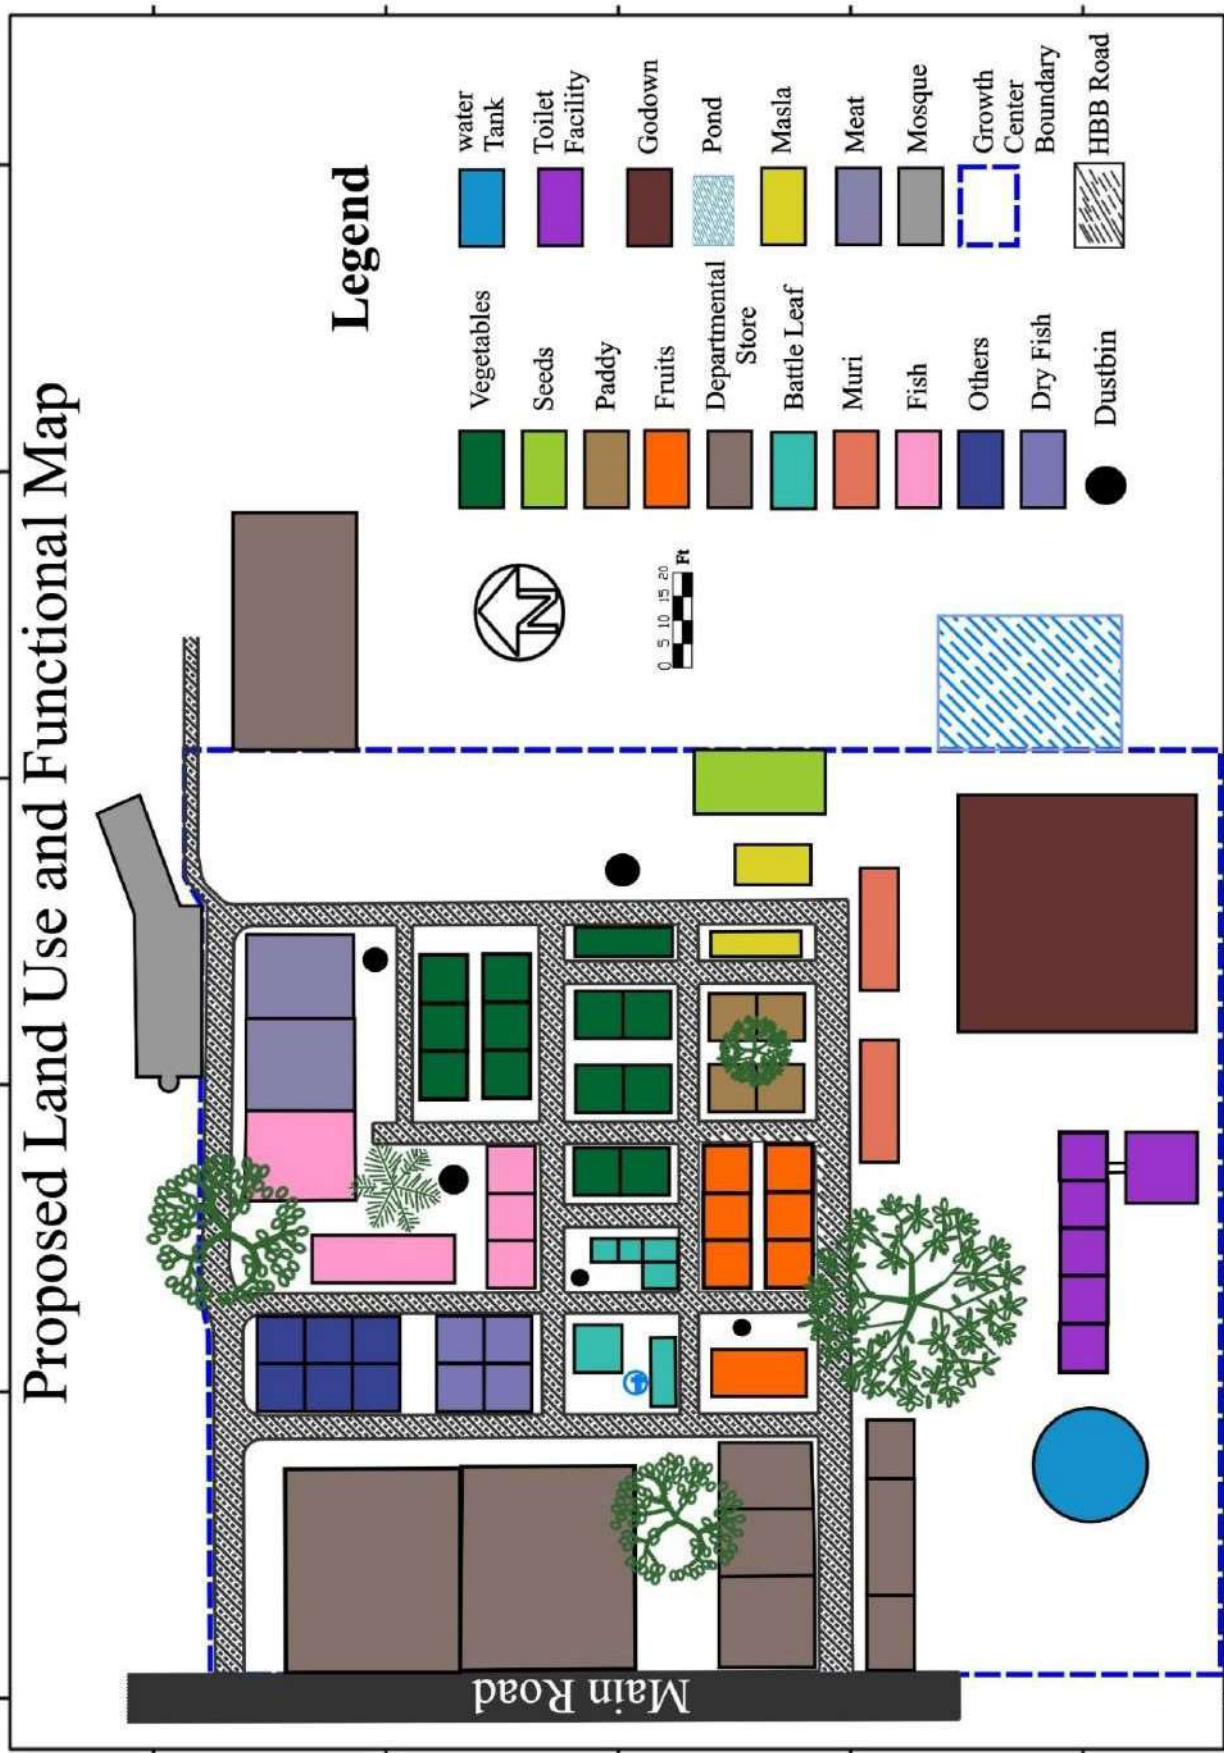 Proposed Land Use and Functional Map
Legend
Vegetables
Seeds
Paddy
Fruits
Departmental
Store
Battle Leaf
Muri
Fish
Others
Dry Fish
Dustbin
water
Tank
Toilet
Facility
Godown
Pond
Masla
Meat
Mosque
Growth
Center
Boundary
HBB Road
N
0 5 10 15 20
Ft
Main Road